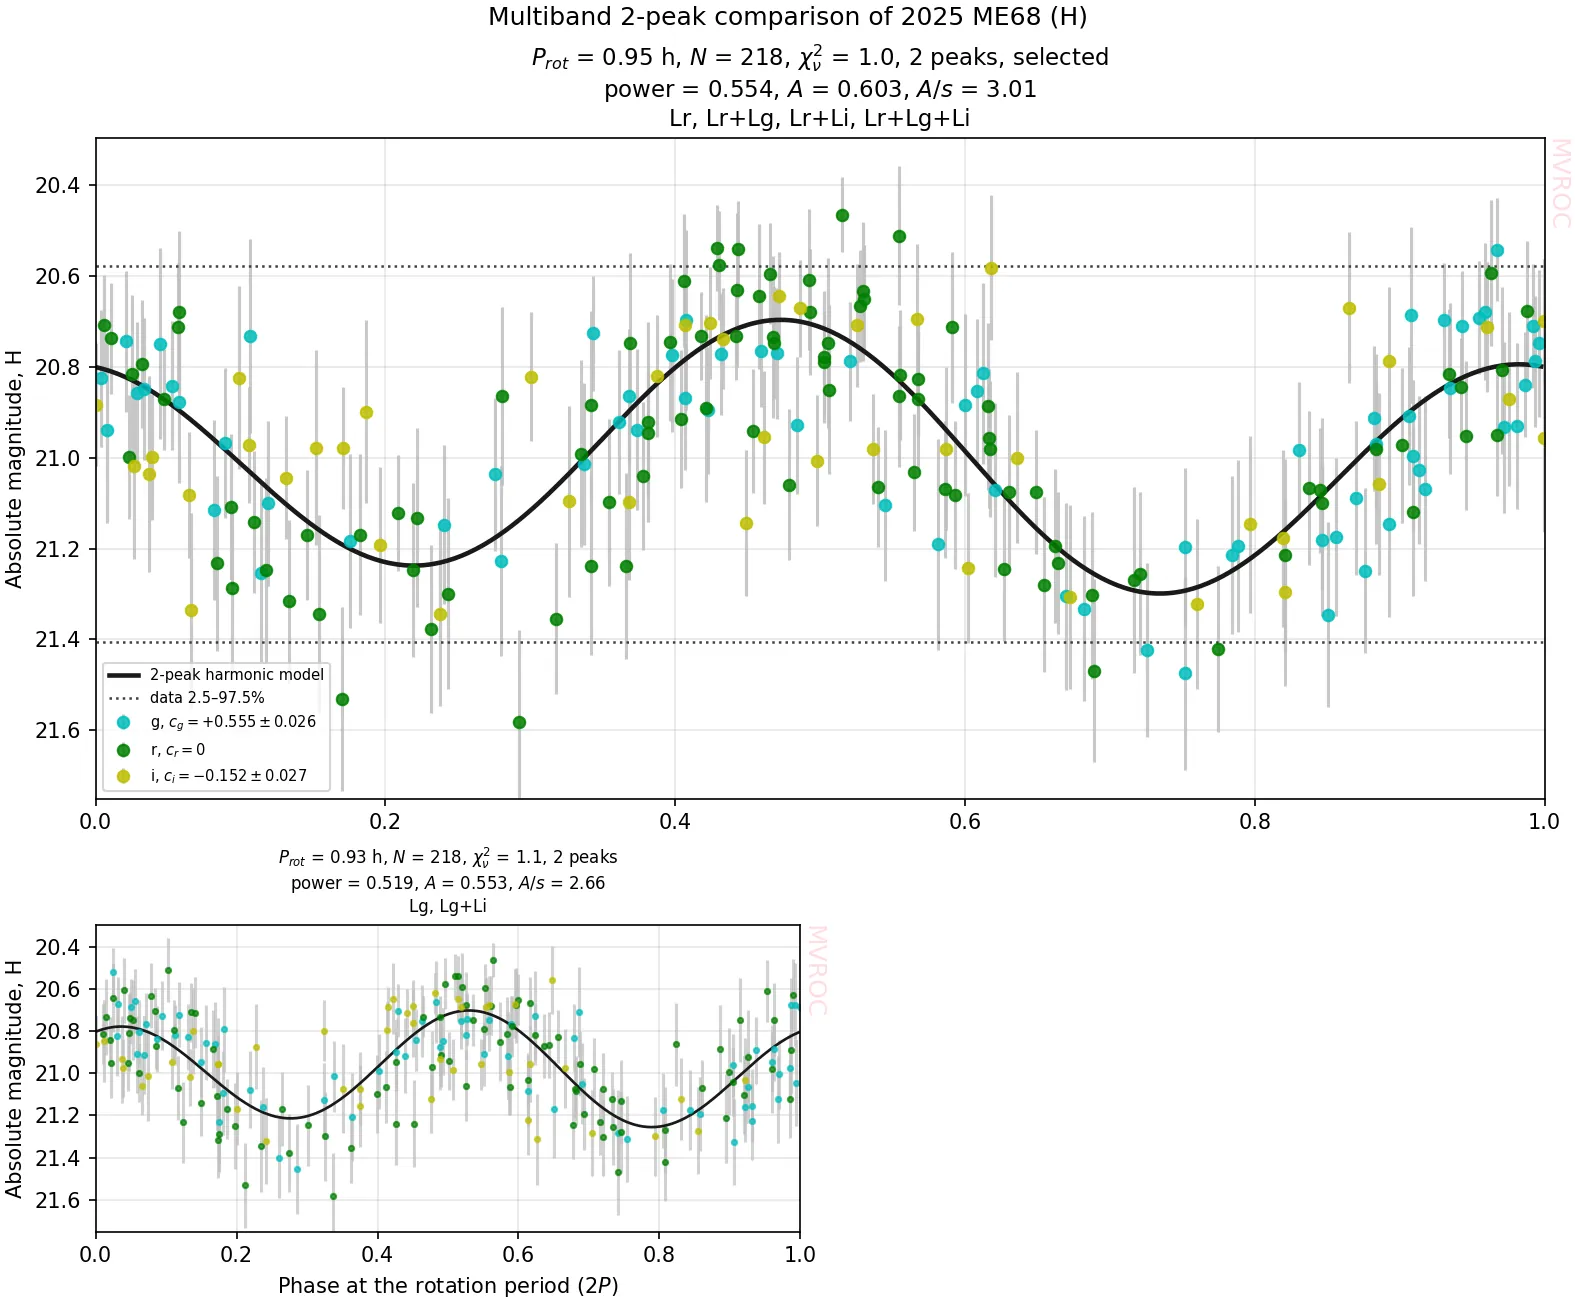 Multiband 2-peak comparison of 2025 ME68 (H)
P_rot = 0.95 h, N = 218, χ²_ν = 1.0, 2 peaks, selected
power = 0.554, A = 0.603, A/s = 3.01
Lr, Lr+Lg, Lr+Li, Lr+Lg+Li
MVROC
Absolute magnitude, H
20.4
20.6
20.8
21.0
21.2
21.4
21.6
2-peak harmonic model
data 2.5–97.5%
g, c_g = +0.555 ± 0.026
r, c_r = 0
i, c_i = −0.152 ± 0.027
0.0 0.2 0.4 0.6 0.8 1.0
P_rot = 0.93 h, N = 218, χ²_ν = 1.1, 2 peaks
power = 0.519, A = 0.553, A/s = 2.66
Lg, Lg+Li
MVROC
Absolute magnitude, H
20.4
20.6
20.8
21.0
21.2
21.4
21.6
0.0 0.2 0.4 0.6 0.8 1.0
Phase at the rotation period (2P)